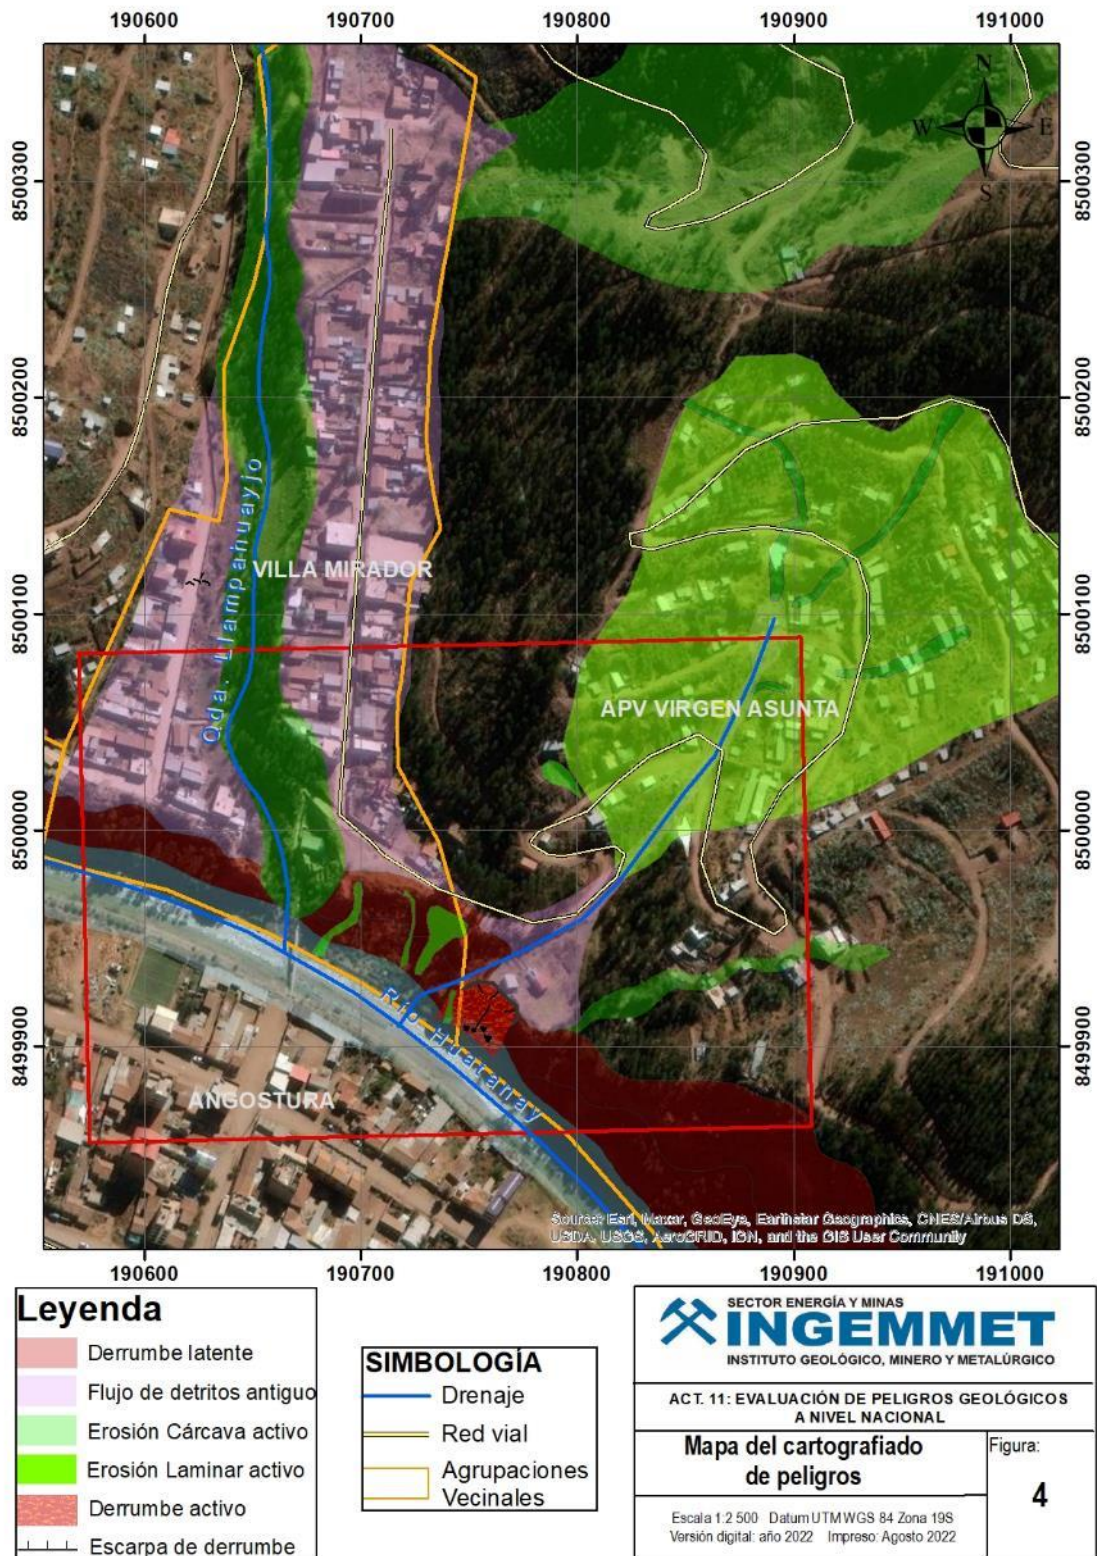 190600 190700 190800 190900 191000
N
W E
S
8500300 8500300
8500200 8500200
Qda. Llampahuayjo
VILLA MIRADOR
8500100 8500100
APV VIRGEN ASUNTA
8500000 8500000
Río Huatanay
8499900 8499900
ANGOSTURA
Source: Esri, Maxar, GeoEye, Earthstar Geographics, CNES/Airbus DS,
USDA, USGS, AeroGRID, IGN, and the GIS User Community
190600 190700 190800 190900 191000
Leyenda
Derrumbe latente
Flujo de detritos antiguo
Erosión Cárcava activo
Erosión Laminar activo
Derrumbe activo
Escarpa de derrumbe
SIMBOLOGÍA
Drenaje
Red vial
Agrupaciones
Vecinales
SECTOR ENERGÍA Y MINAS
INGEMMET
INSTITUTO GEOLÓGICO, MINERO Y METALÚRGICO
ACT. 11: EVALUACIÓN DE PELIGROS GEOLÓGICOS
A NIVEL NACIONAL
Mapa del cartografiado
de peligros
Figura:
4
Escala 1:2 500 Datum UTM WGS 84 Zona 19S
Versión digital: año 2022 Impreso: Agosto 2022